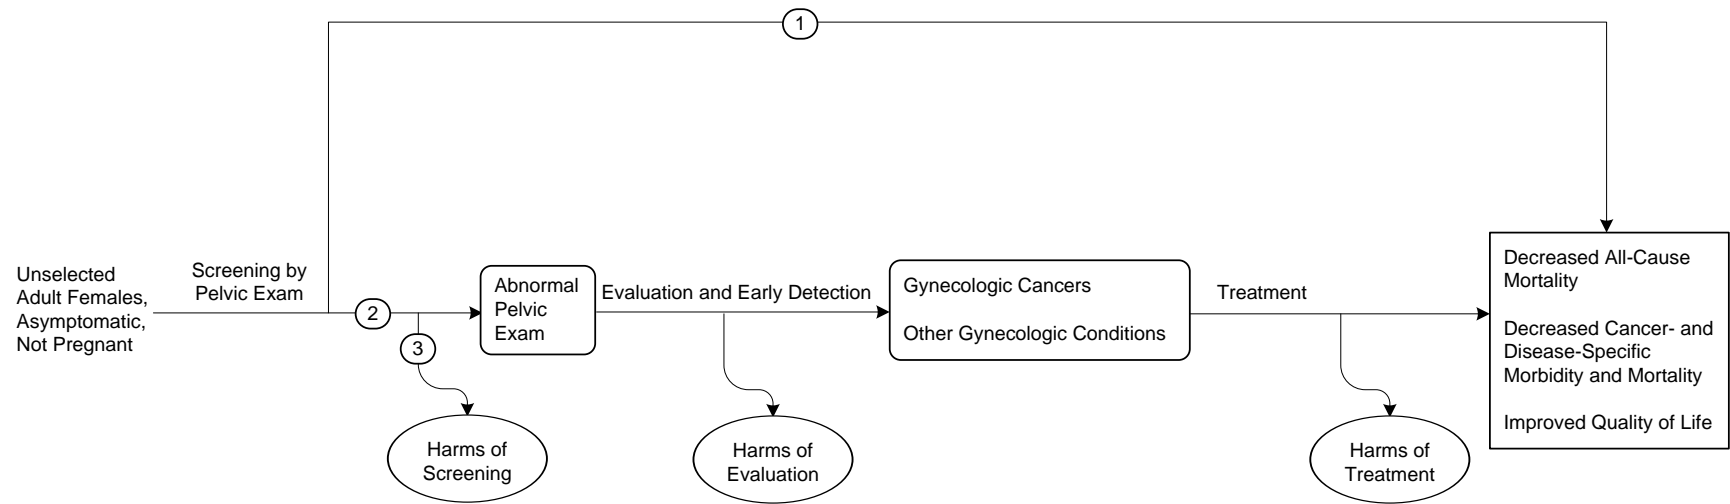 1
Unselected
Adult Females,
Asymptomatic,
Not Pregnant
Screening by
Pelvic Exam
2
3
Harms of
Screening
Abnormal
Pelvic
Exam
Evaluation and Early Detection
Harms of
Evaluation
Gynecologic Cancers
Other Gynecologic Conditions
Treatment
Harms of
Treatment
Decreased All-Cause
Mortality
Decreased Cancer- and
Disease-Specific
Morbidity and Mortality
Improved Quality of Life